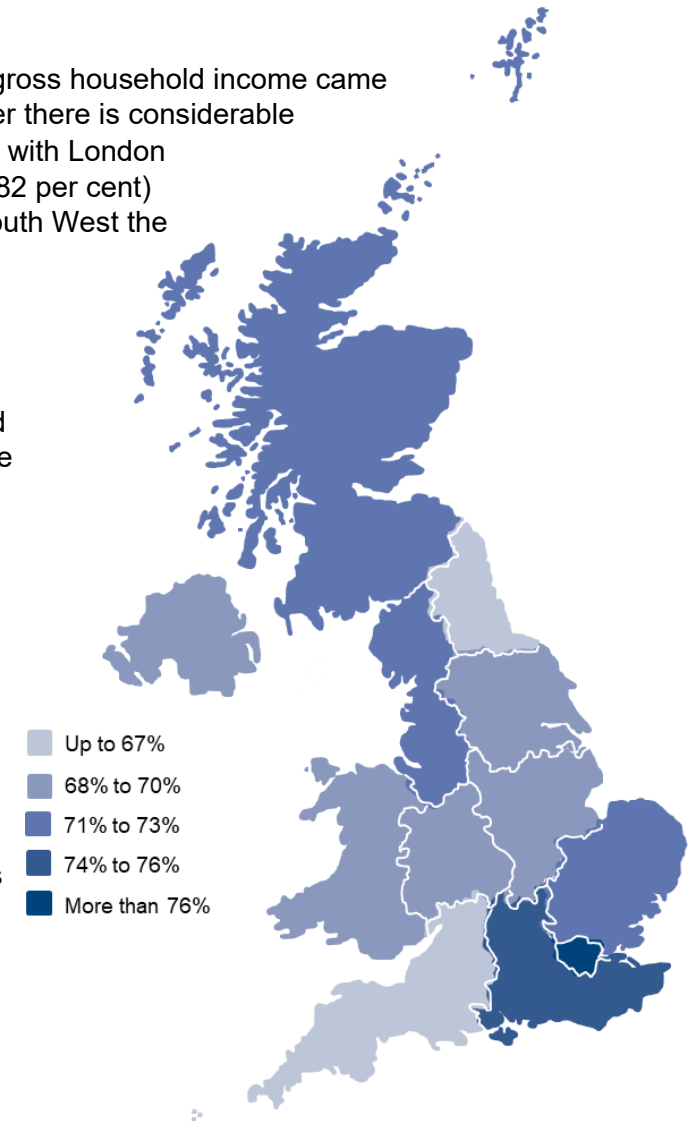 gross household income came
er there is considerable
with London
82 per cent)
outh West the
d
e
Up to 67%
68% to 70%
71% to 73%
74% to 76%
s
More than 76%